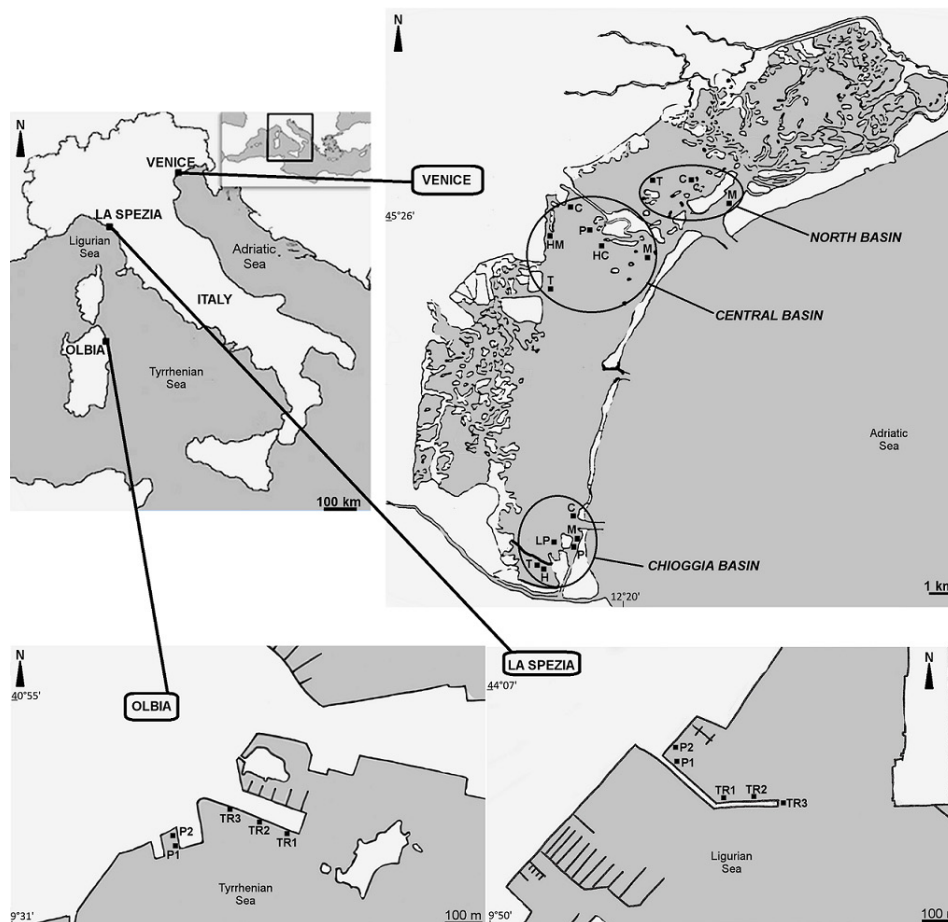 N
VENICE
LA SPEZIA
Ligurian
Sea
Adriatic
Sea
ITALY
OLBIA
Tyrrhenian
Sea
100 km
VENICE
N
45°26'
T
C
M
NORTH BASIN
C
P
HM
HC
M
T
CENTRAL BASIN
Adriatic
Sea
C
M
LP
P
T
H
CHIOGGIA BASIN
12°20'
1 km
OLBIA
N
40°55'
P2
P1
TR3
TR2
TR1
Tyrrhenian
Sea
9°31'
100 m
LA SPEZIA
44°07'
N
P2
P1
TR1
TR2
TR3
Ligurian
Sea
9°50'
100 m